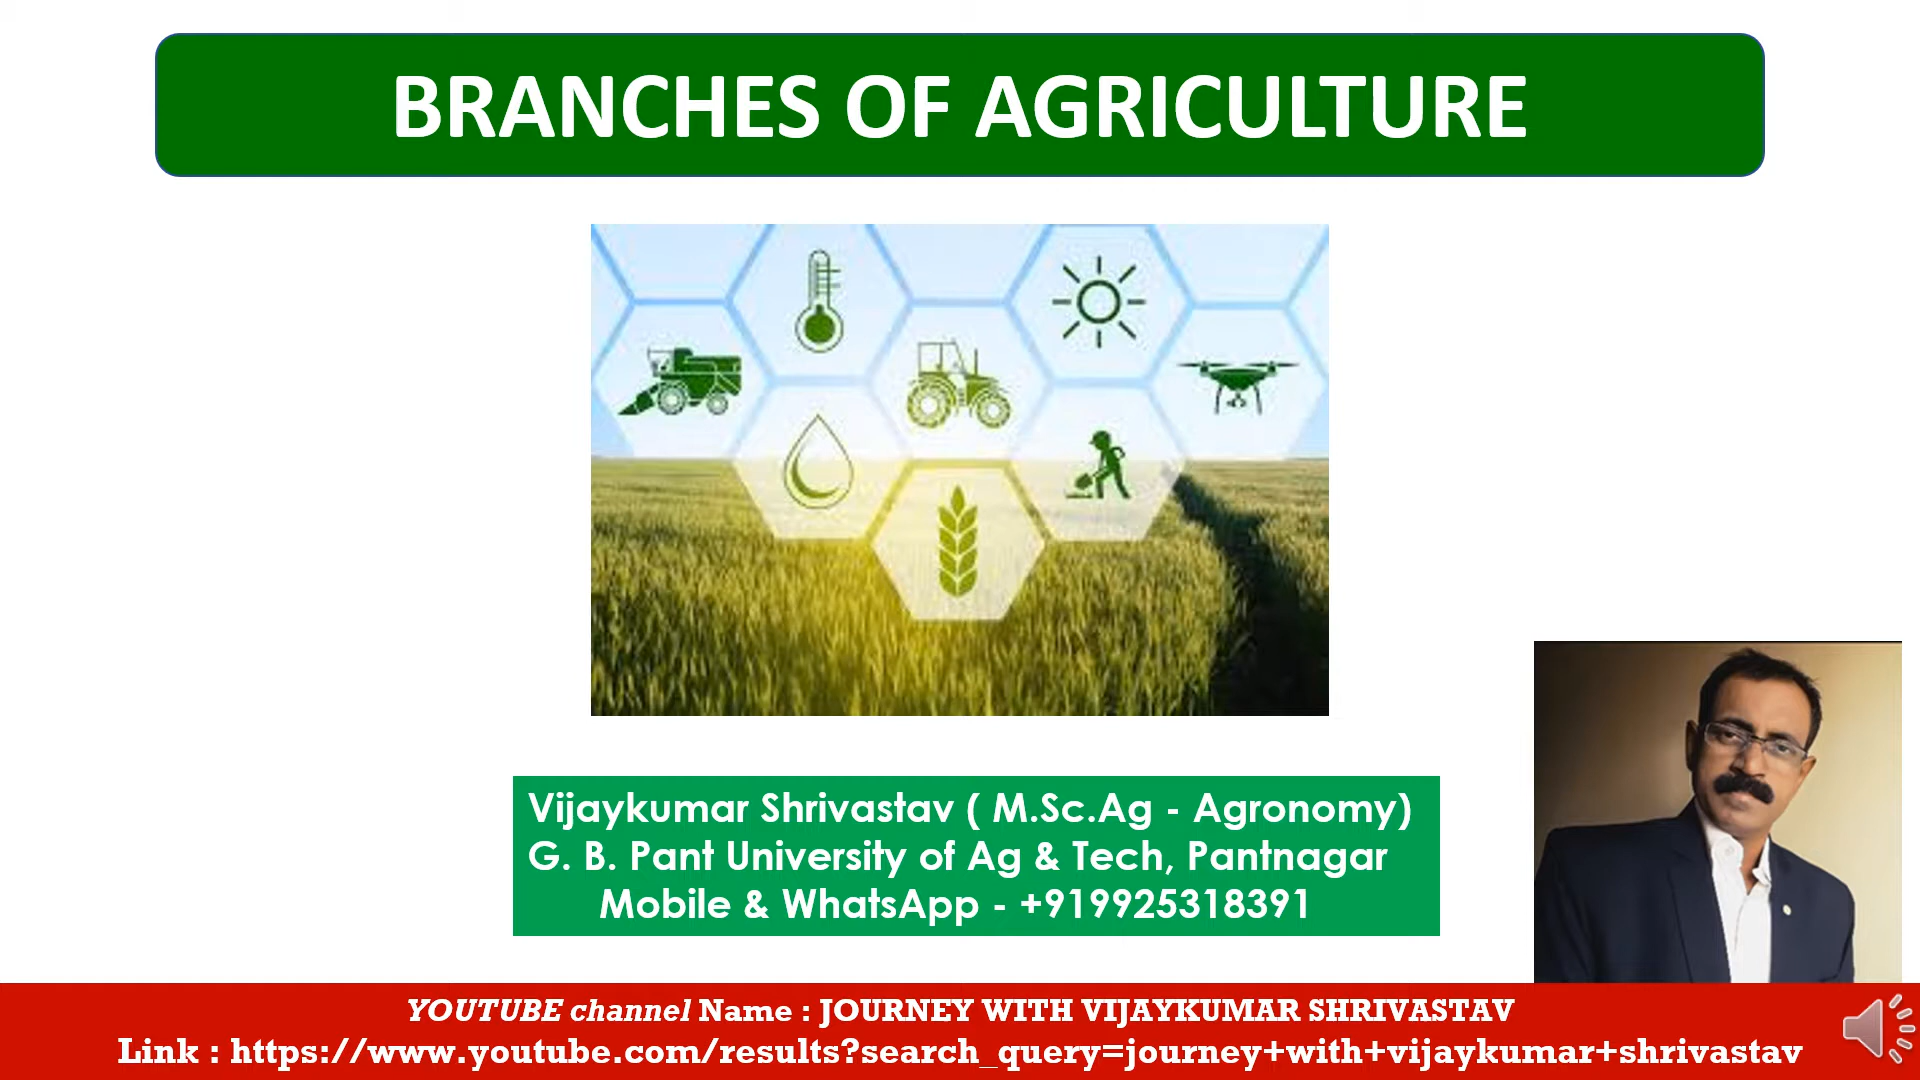 BRANCHES OF AGRICULTURE
Vijaykumar Shrivastav ( M.Sc.Ag - Agronomy)
G. B. Pant University of Ag & Tech, Pantnagar
Mobile & WhatsApp - +919925318391
YOUTUBE channel Name : JOURNEY WITH VIJAYKUMAR SHRIVASTAV
Link : https://www.youtube.com/results?search_query=journey+with+vijaykumar+shrivastav